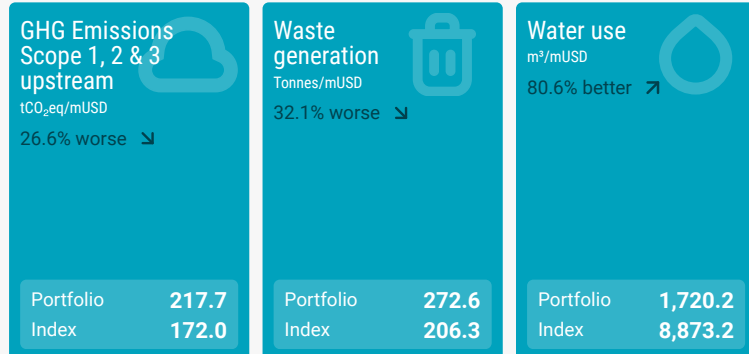 GHG Emissions
Scope 1, 2 & 3
upstream
tCO₂eq/mUSD
26.6% worse ↘
Portfolio 217.7
Index 172.0
Waste
generation
Tonnes/mUSD
32.1% worse ↘
Portfolio 272.6
Index 206.3
Water use
m³/mUSD
80.6% better ↗
Portfolio 1,720.2
Index 8,873.2